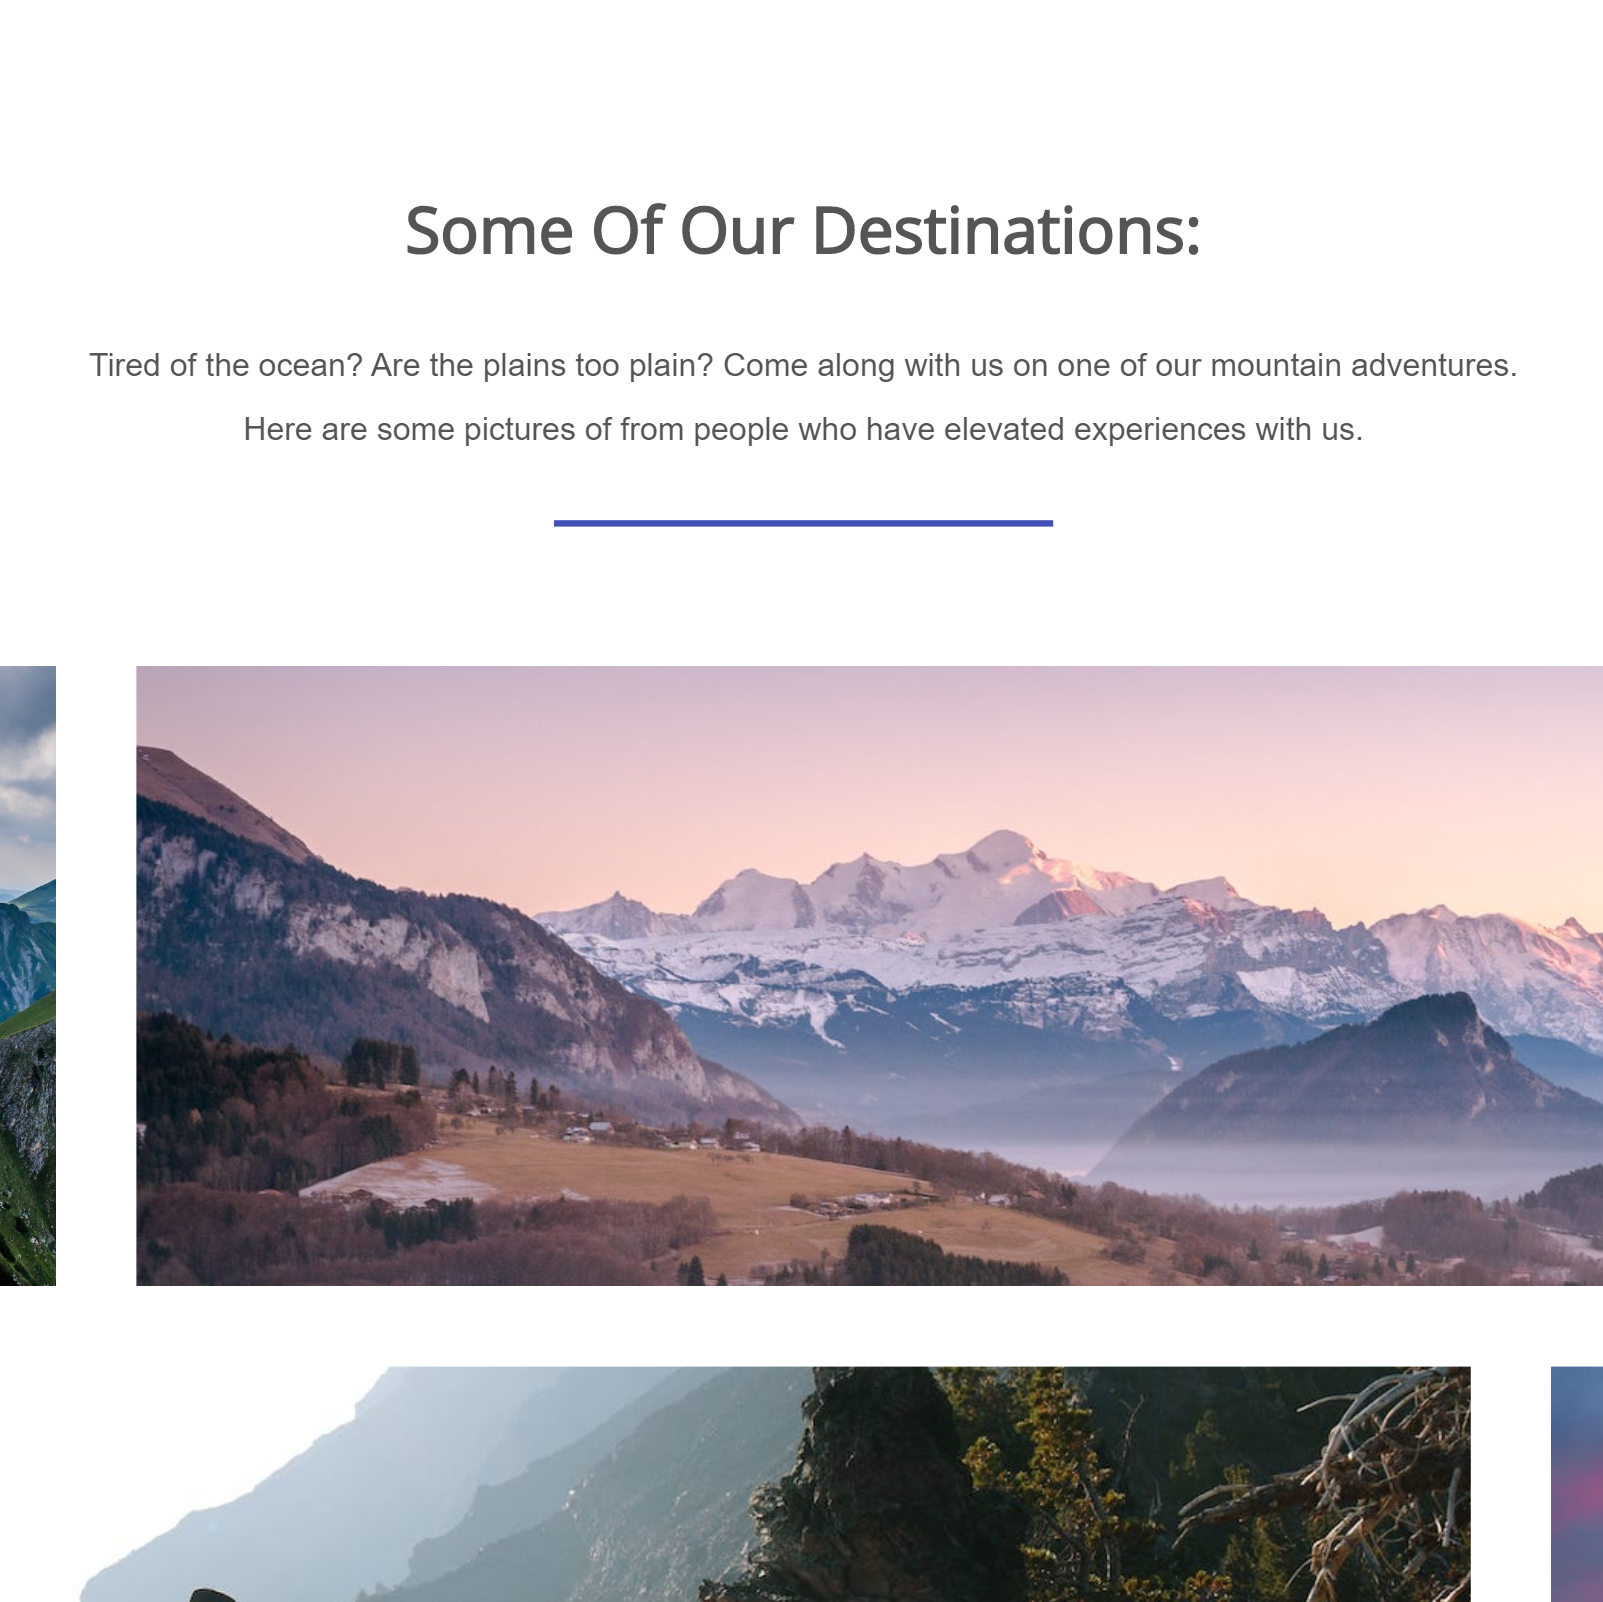 Some Of Our Destinations:
Tired of the ocean? Are the plains too plain? Come along with us on one of our mountain adventures.
Here are some pictures of from people who have elevated experiences with us.